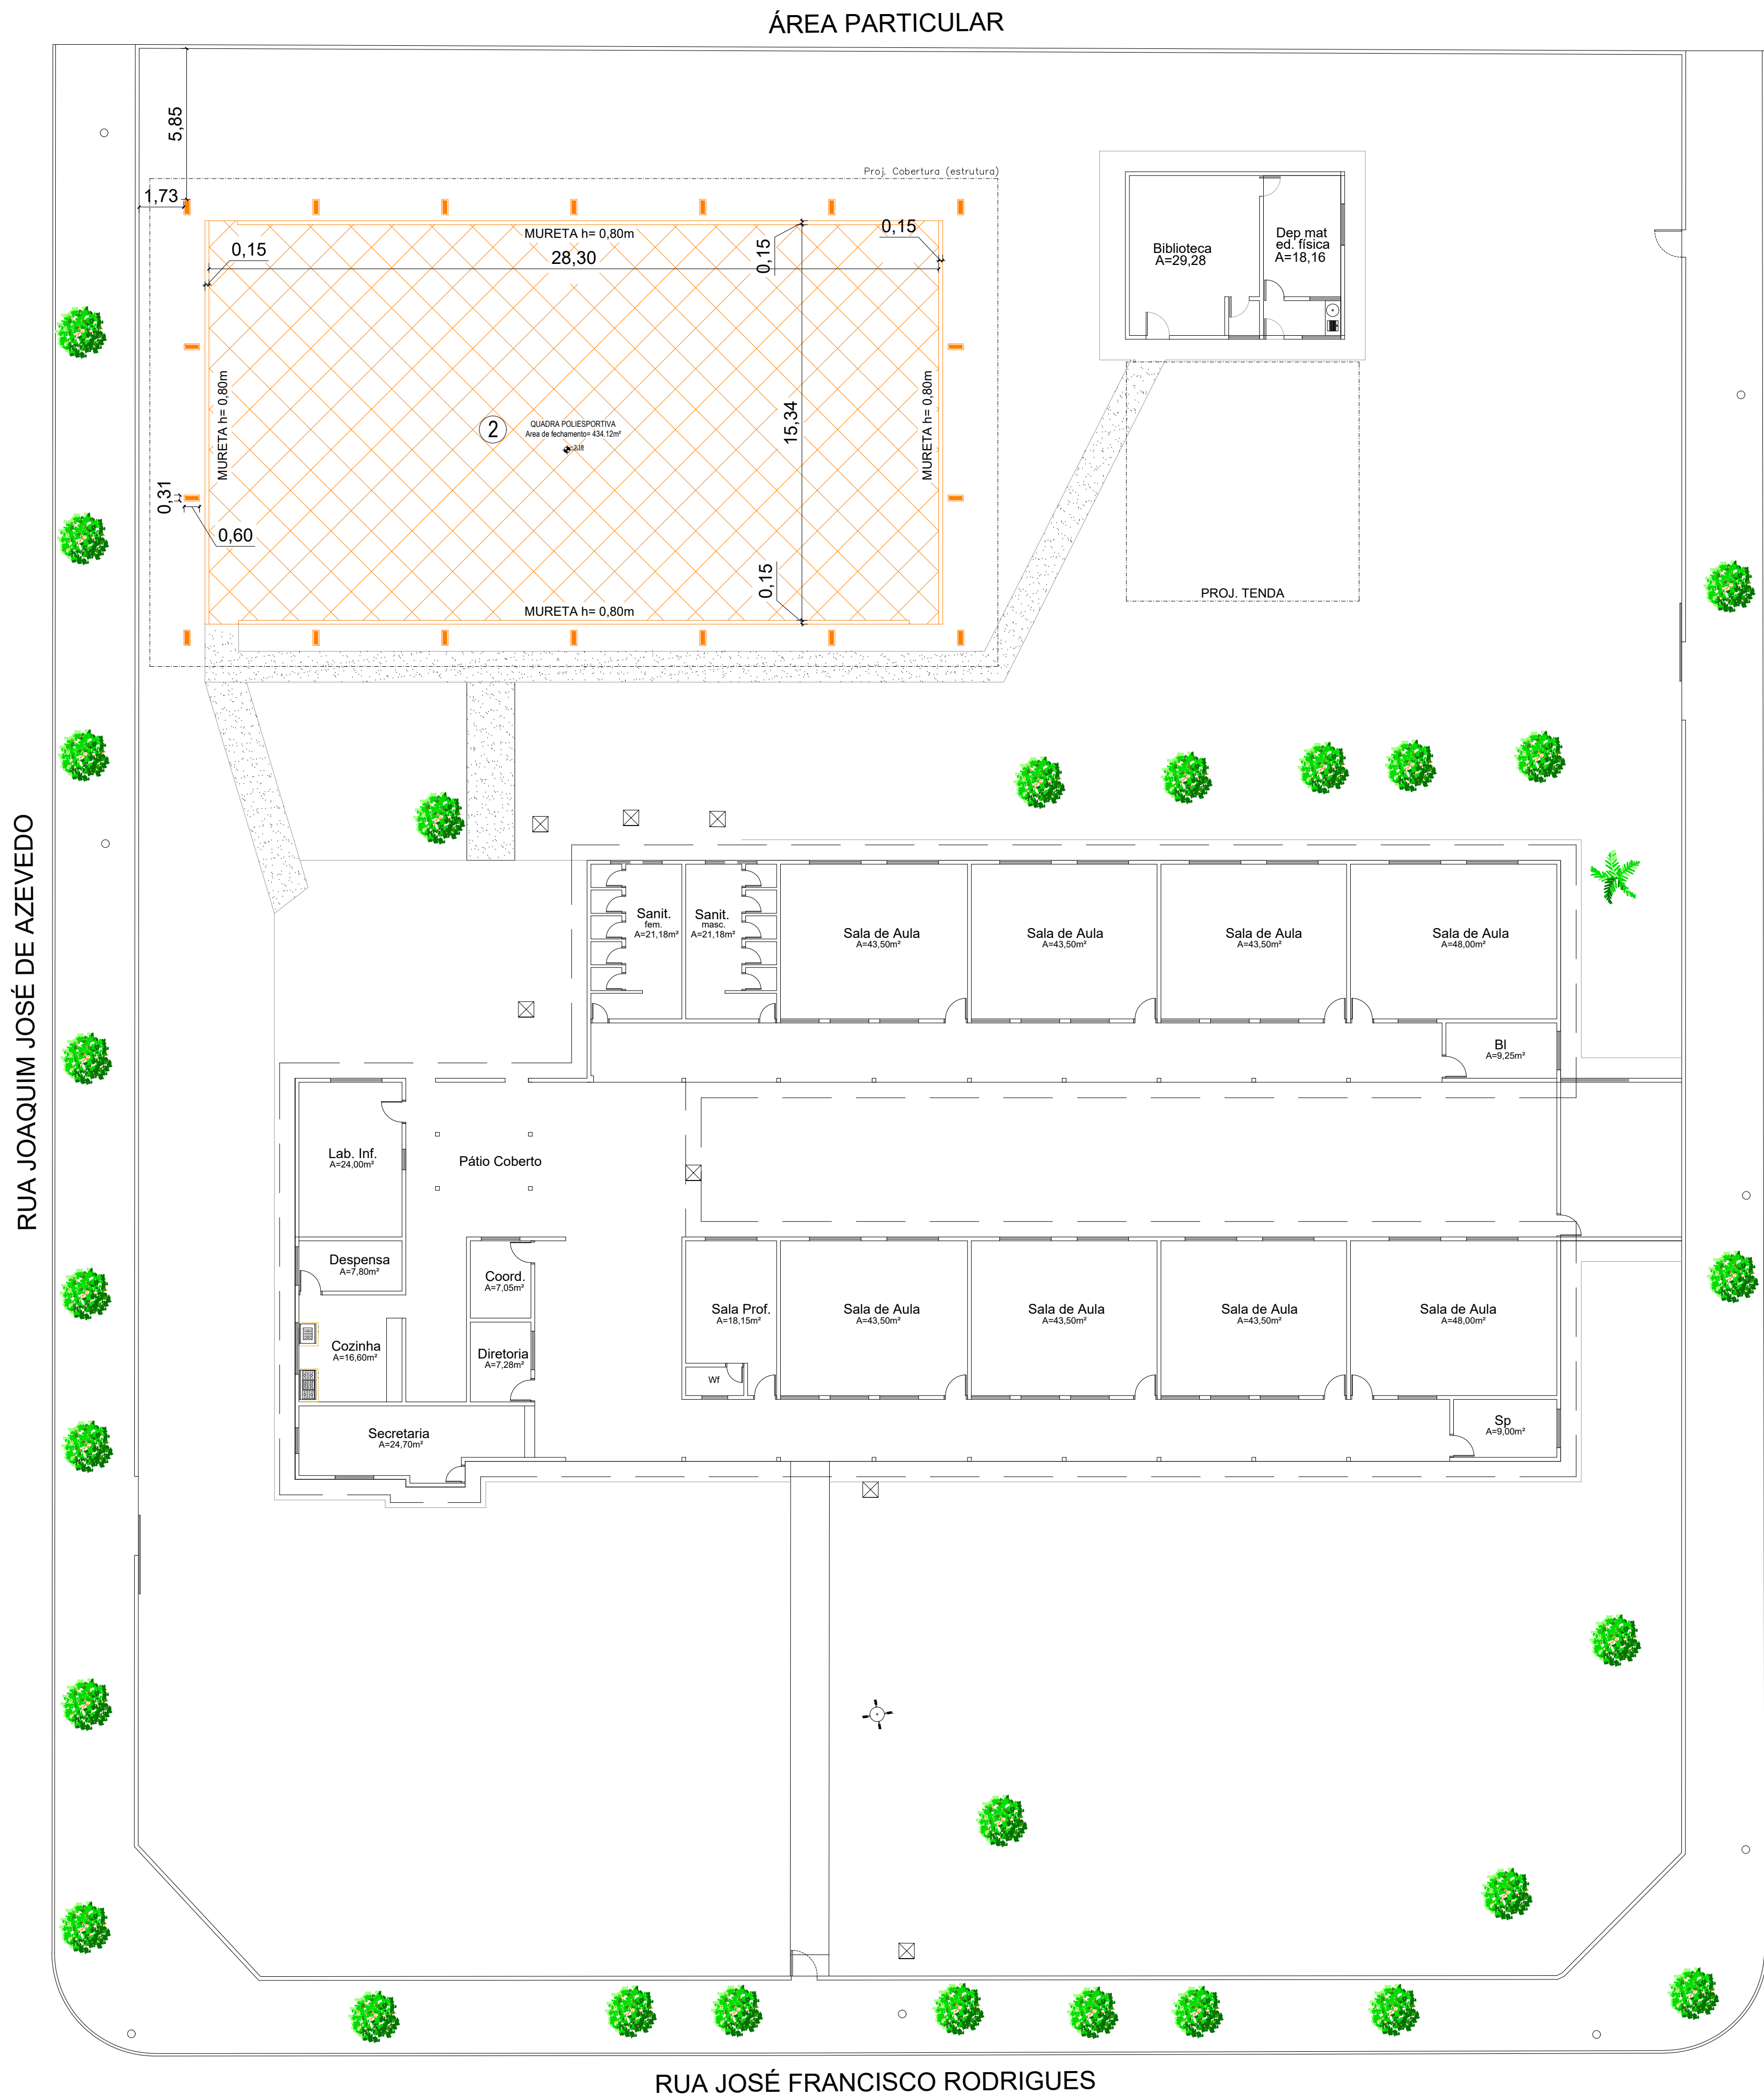 ÁREA PARTICULAR
5,85
Proj. Cobertura (estrutura)
1,73
MURETA h= 0,80m
0,15
0,15
0,15
28,30
Biblioteca
A=29,28
Dep mat
ed. física
A=18,16
MURETA h= 0,80m
2
QUADRA POLIESPORTIVA
Area de fechamento= 434.12m²
15,34
MURETA h= 0,80m
0,31
0,60
0,15
MURETA h= 0,80m
PROJ. TENDA
RUA JOAQUIM JOSÉ DE AZEVEDO
Sanit.
fem.
A=21,18m²
Sanit.
masc.
A=21,18m²
Sala de Aula
A=43,50m²
Sala de Aula
A=43,50m²
Sala de Aula
A=43,50m²
Sala de Aula
A=48,00m²
Bl
A=9,25m²
Lab. Inf.
A=24,00m²
Pátio Coberto
Despensa
A=7,80m²
Coord.
A=7,05m²
Cozinha
A=16,60m²
Diretoria
A=7,28m²
Sala Prof.
A=18,15m²
Wf
Sala de Aula
A=43,50m²
Sala de Aula
A=43,50m²
Sala de Aula
A=43,50m²
Sala de Aula
A=48,00m²
Secretaria
A=24,70m²
Sp
A=9,00m²
RUA JOSÉ FRANCISCO RODRIGUES